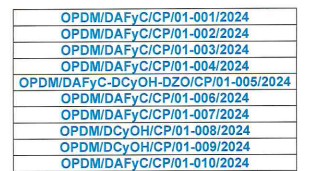 OPDM/DAFyC/CP/01-001/2024
OPDM/DAFyC/CP/01-002/2024
OPDM/DAFyC/CP/01-003/2024
OPDM/DAFyC/CP/01-004/2024
OPDM/DAFyC-DCyOH-DZO/CP/01-005/2024
OPDM/DAFyC/CP/01-006/2024
OPDM/DAFyC/CP/01-007/2024
OPDM/DCyOH/CP/01-008/2024
OPDM/DCyOH/CP/01-009/2024
OPDM/DAFyC/CP/01-010/2024